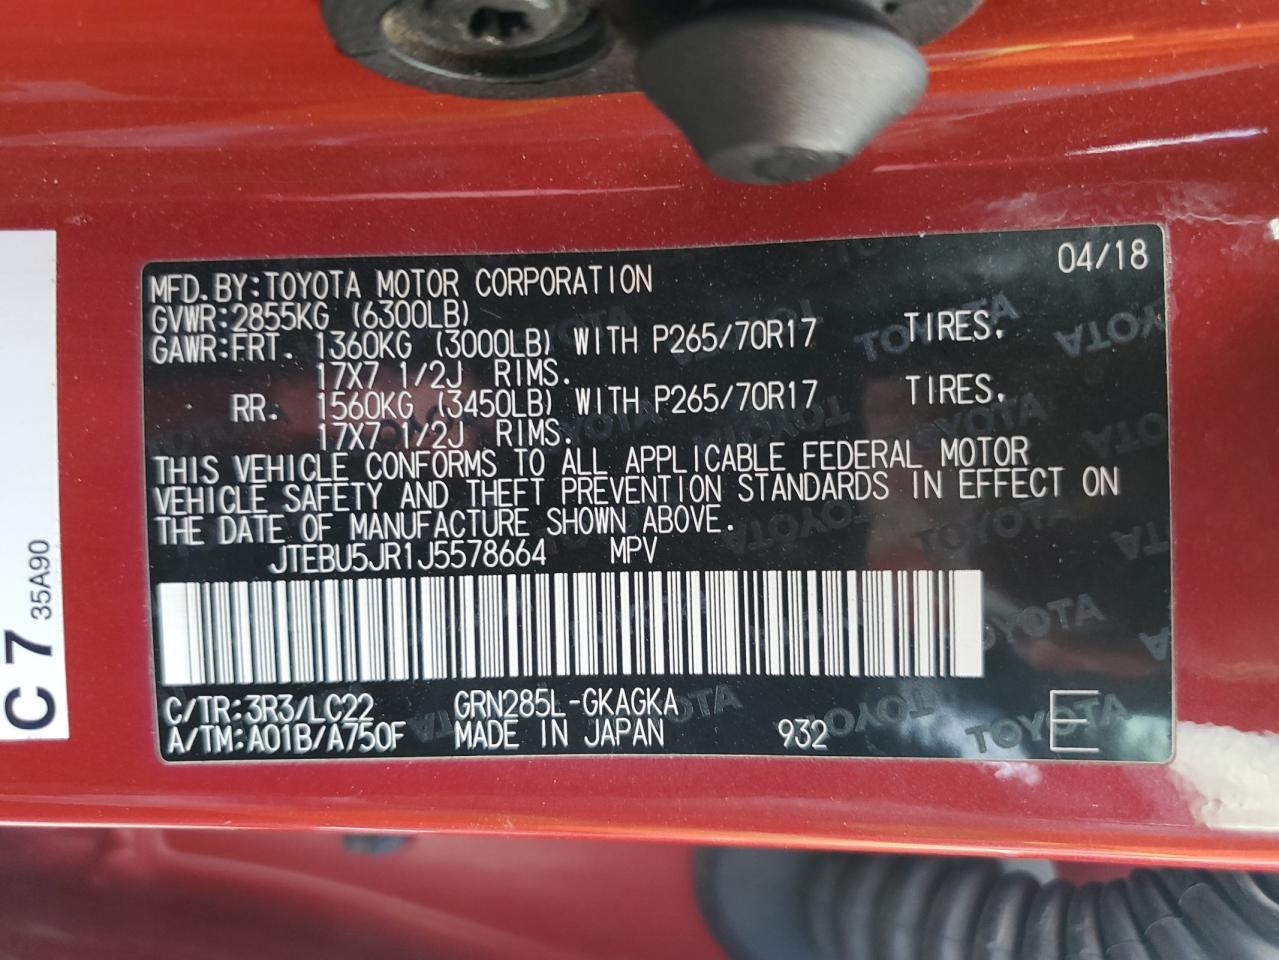 04/18
MFD.BY:TOYOTA MOTOR CORPORATION
GVWR:2855KG (6300LB)
GAWR:FRT. 1360KG (3000LB) WITH P265/70R17 TIRES.
17X7 1/2J RIMS.
RR. 1560KG (3450LB) WITH P265/70R17 TIRES.
17X7 1/2J RIMS.
THIS VEHICLE CONFORMS TO ALL APPLICABLE FEDERAL MOTOR
VEHICLE SAFETY AND THEFT PREVENTION STANDARDS IN EFFECT ON
THE DATE OF MANUFACTURE SHOWN ABOVE.
JTEBU5JR1J5578664 MPV
C/TR:3R3/LC22 GRN285L-GKAGKA
A/TM:A01B/A750F MADE IN JAPAN 932 E
C 7 35A90